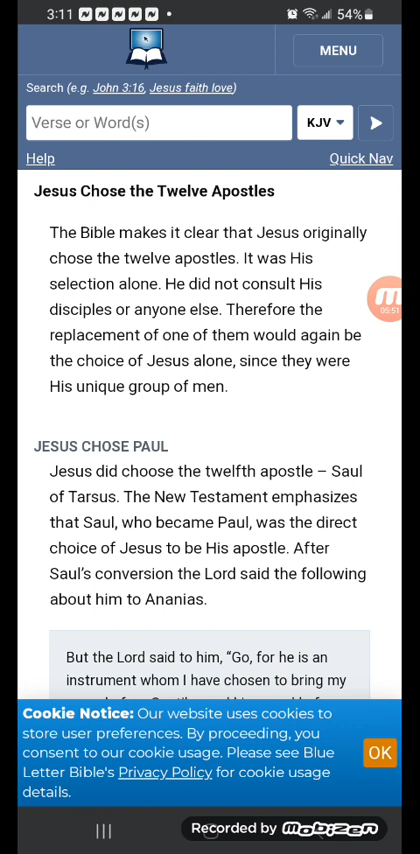 3:11
54%
MENU
Search (e.g. John 3:16, Jesus faith love)
Verse or Word(s)
KJV
Help
Quick Nav
Jesus Chose the Twelve Apostles
The Bible makes it clear that Jesus originally
chose the twelve apostles. It was His
selection alone. He did not consult His
disciples or anyone else. Therefore the
replacement of one of them would again be
the choice of Jesus alone, since they were
His unique group of men.
05:51
JESUS CHOSE PAUL
Jesus did choose the twelfth apostle – Saul
of Tarsus. The New Testament emphasizes
that Saul, who became Paul, was the direct
choice of Jesus to be His apostle. After
Saul's conversion the Lord said the following
about him to Ananias.
But the Lord said to him, “Go, for he is an
instrument whom I have chosen to bring my
Cookie Notice: Our website uses cookies to
store user preferences. By proceeding, you
consent to our cookie usage. Please see Blue
Letter Bible's Privacy Policy for cookie usage
details.
OK
Recorded by mobizen